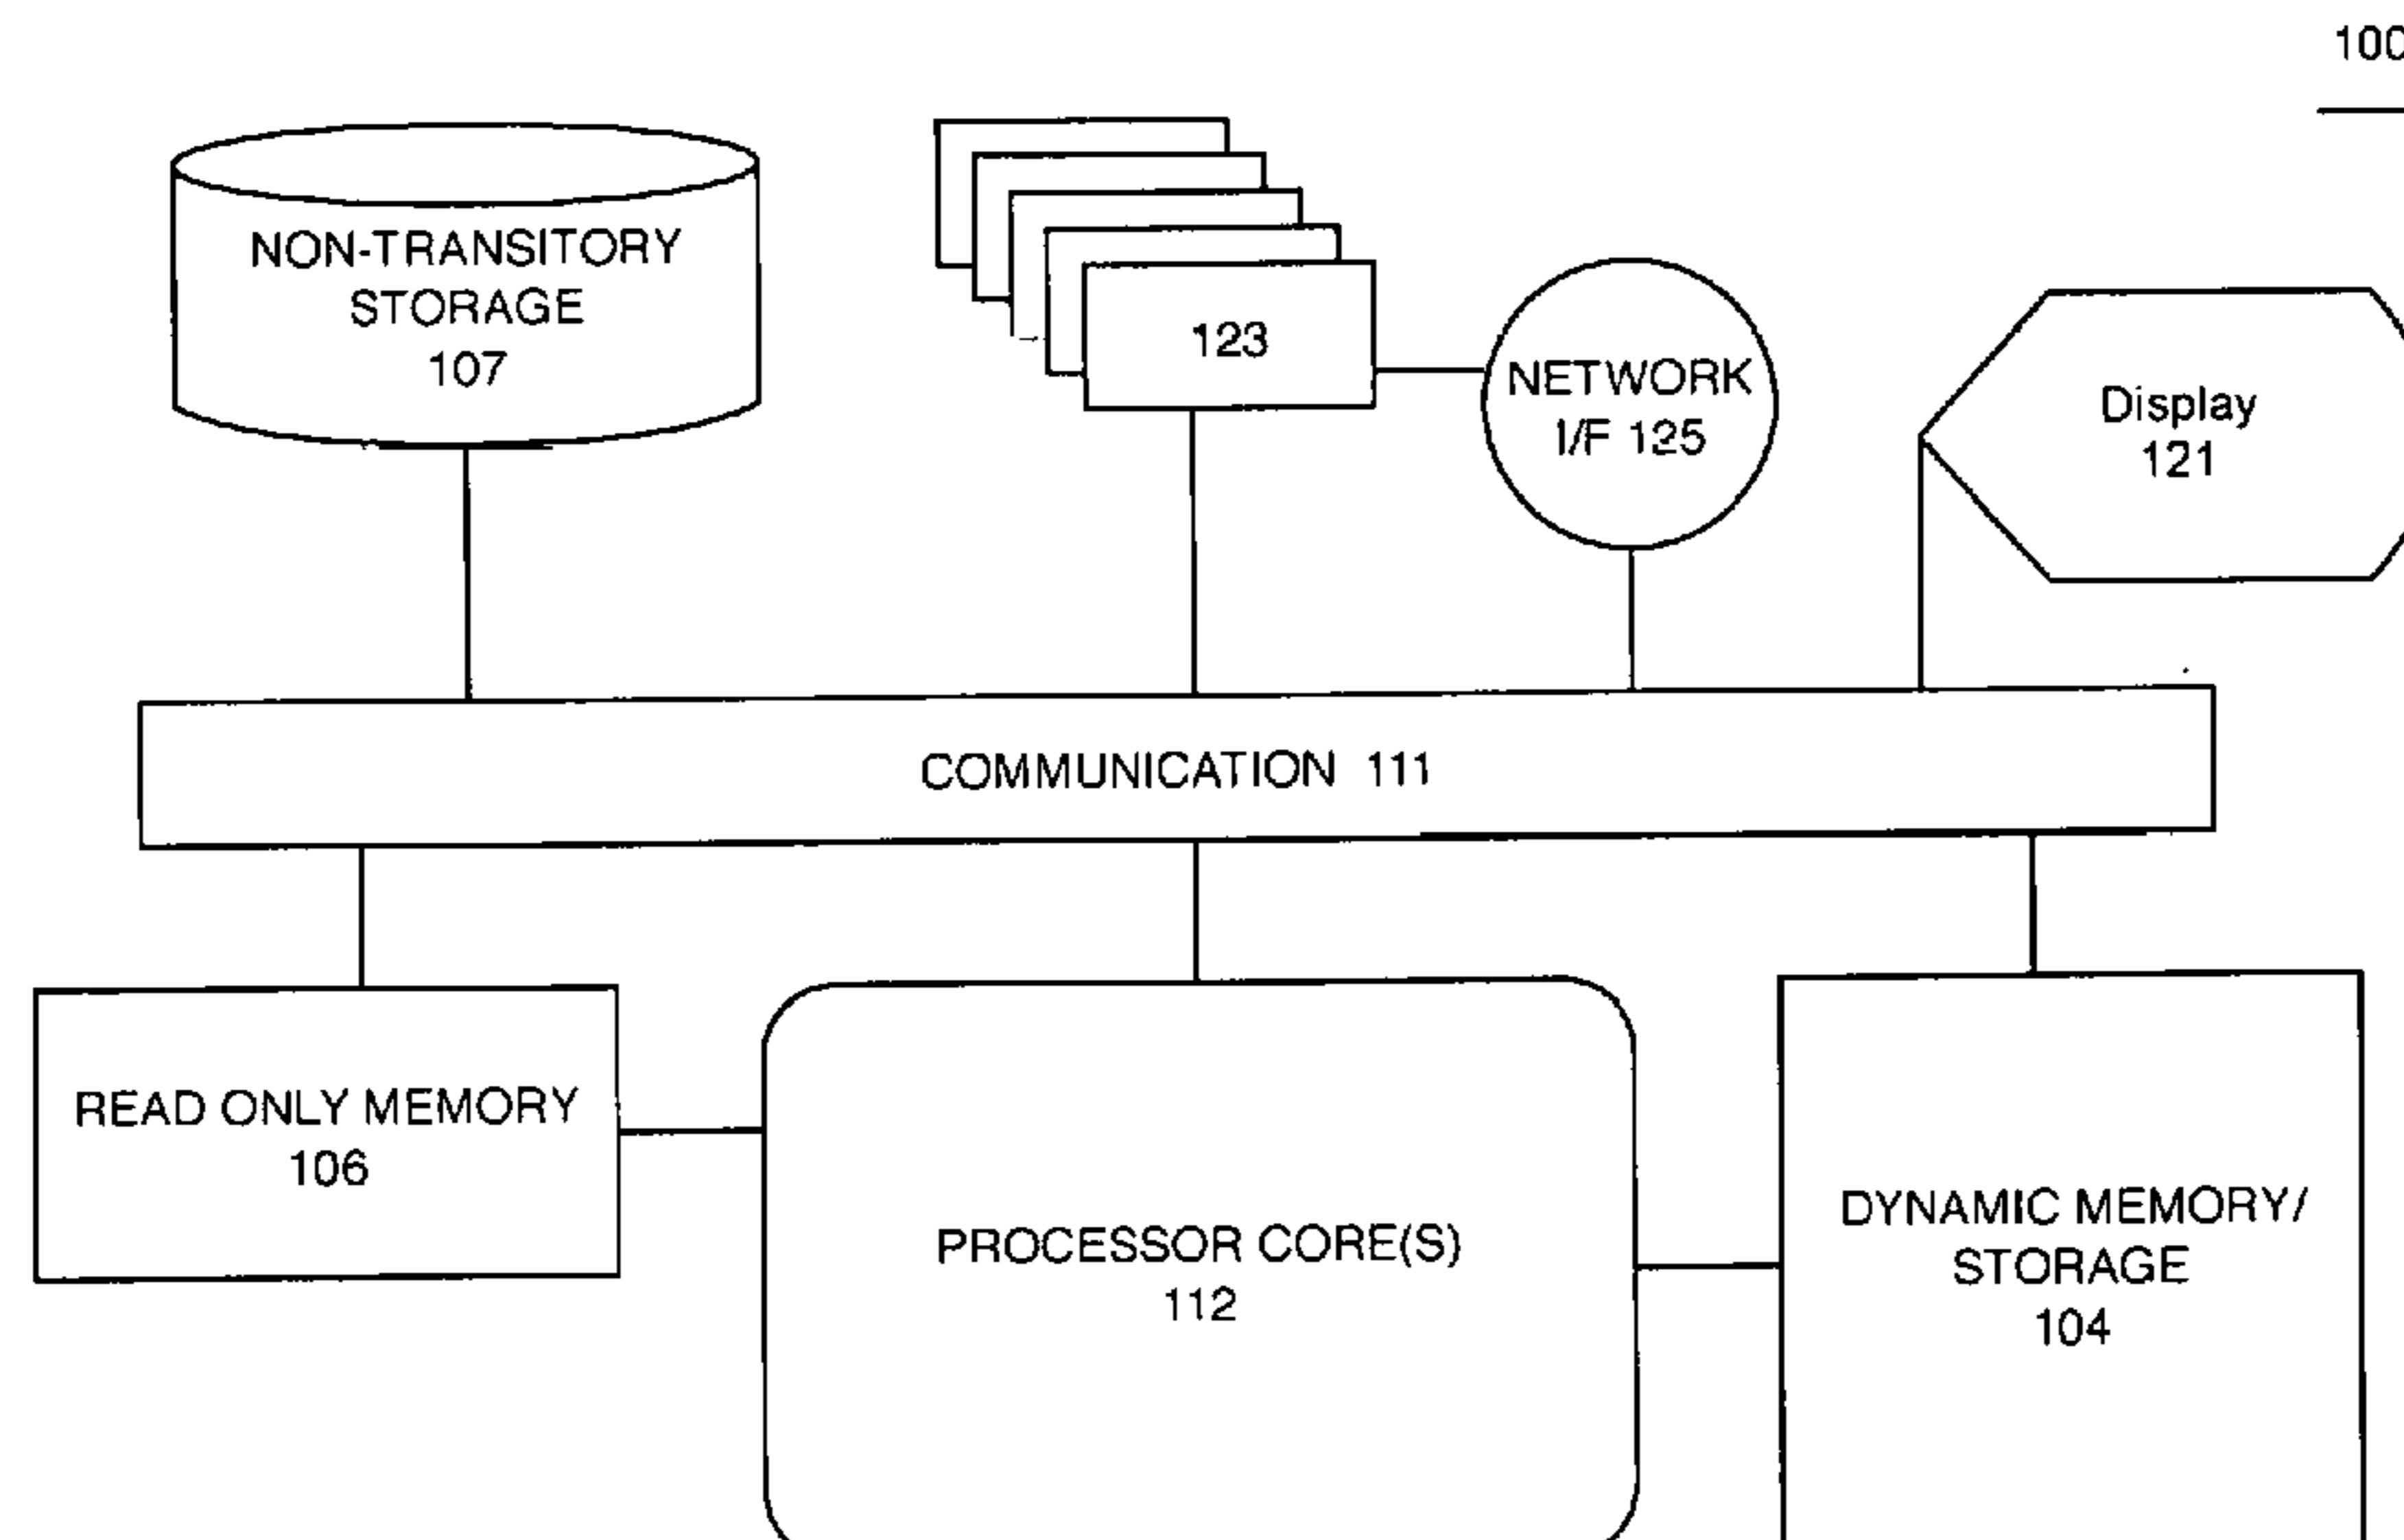 100
NON-TRANSITORY
STORAGE
107
123
NETWORK
I/F 125
Display
121
COMMUNICATION 111
READ ONLY MEMORY
106
PROCESSOR CORE(S)
112
DYNAMIC MEMORY/
STORAGE
104